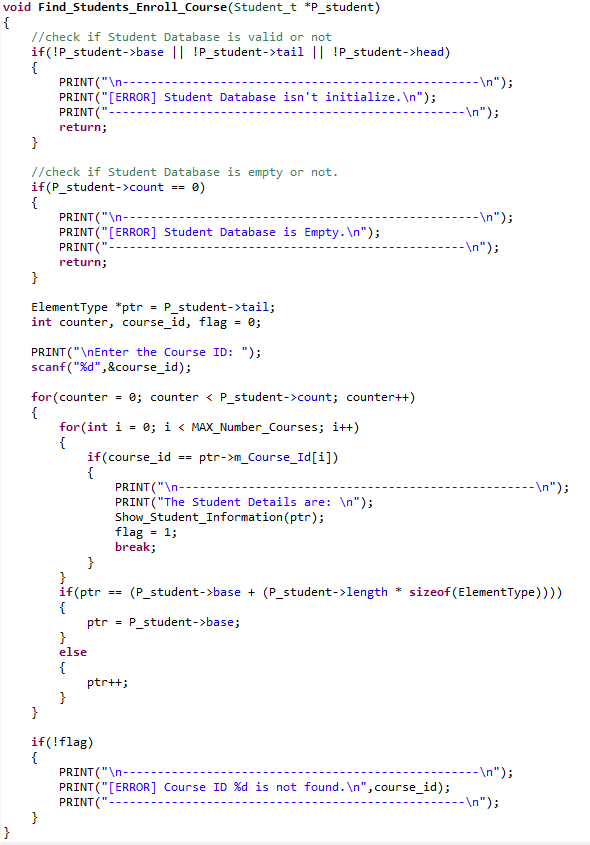 void Find_Students_Enroll_Course(Student_t *P_student)
{
    //check if Student Database is valid or not
    if(!P_student->base || !P_student->tail || !P_student->head)
    {
        PRINT("\n---------------------------------------------------\n");
        PRINT("[ERROR] Student Database isn't initialize.\n");
        PRINT("---------------------------------------------------\n");
        return;
    }

    //check if Student Database is empty or not.
    if(P_student->count == 0)
    {
        PRINT("\n---------------------------------------------------\n");
        PRINT("[ERROR] Student Database is Empty.\n");
        PRINT("---------------------------------------------------\n");
        return;
    }

    ElementType *ptr = P_student->tail;
    int counter, course_id, flag = 0;

    PRINT("\nEnter the Course ID: ");
    scanf("%d",&course_id);

    for(counter = 0; counter < P_student->count; counter++)
    {
        for(int i = 0; i < MAX_Number_Courses; i++)
        {
            if(course_id == ptr->m_Course_Id[i])
            {
                PRINT("\n---------------------------------------------------\n");
                PRINT("The Student Details are: \n");
                Show_Student_Information(ptr);
                flag = 1;
                break;
            }
        }
        if(ptr == (P_student->base + (P_student->length * sizeof(ElementType))))
        {
            ptr = P_student->base;
        }
        else
        {
            ptr++;
        }
    }

    if(!flag)
    {
        PRINT("\n---------------------------------------------------\n");
        PRINT("[ERROR] Course ID %d is not found.\n",course_id);
        PRINT("---------------------------------------------------\n");
    }
}